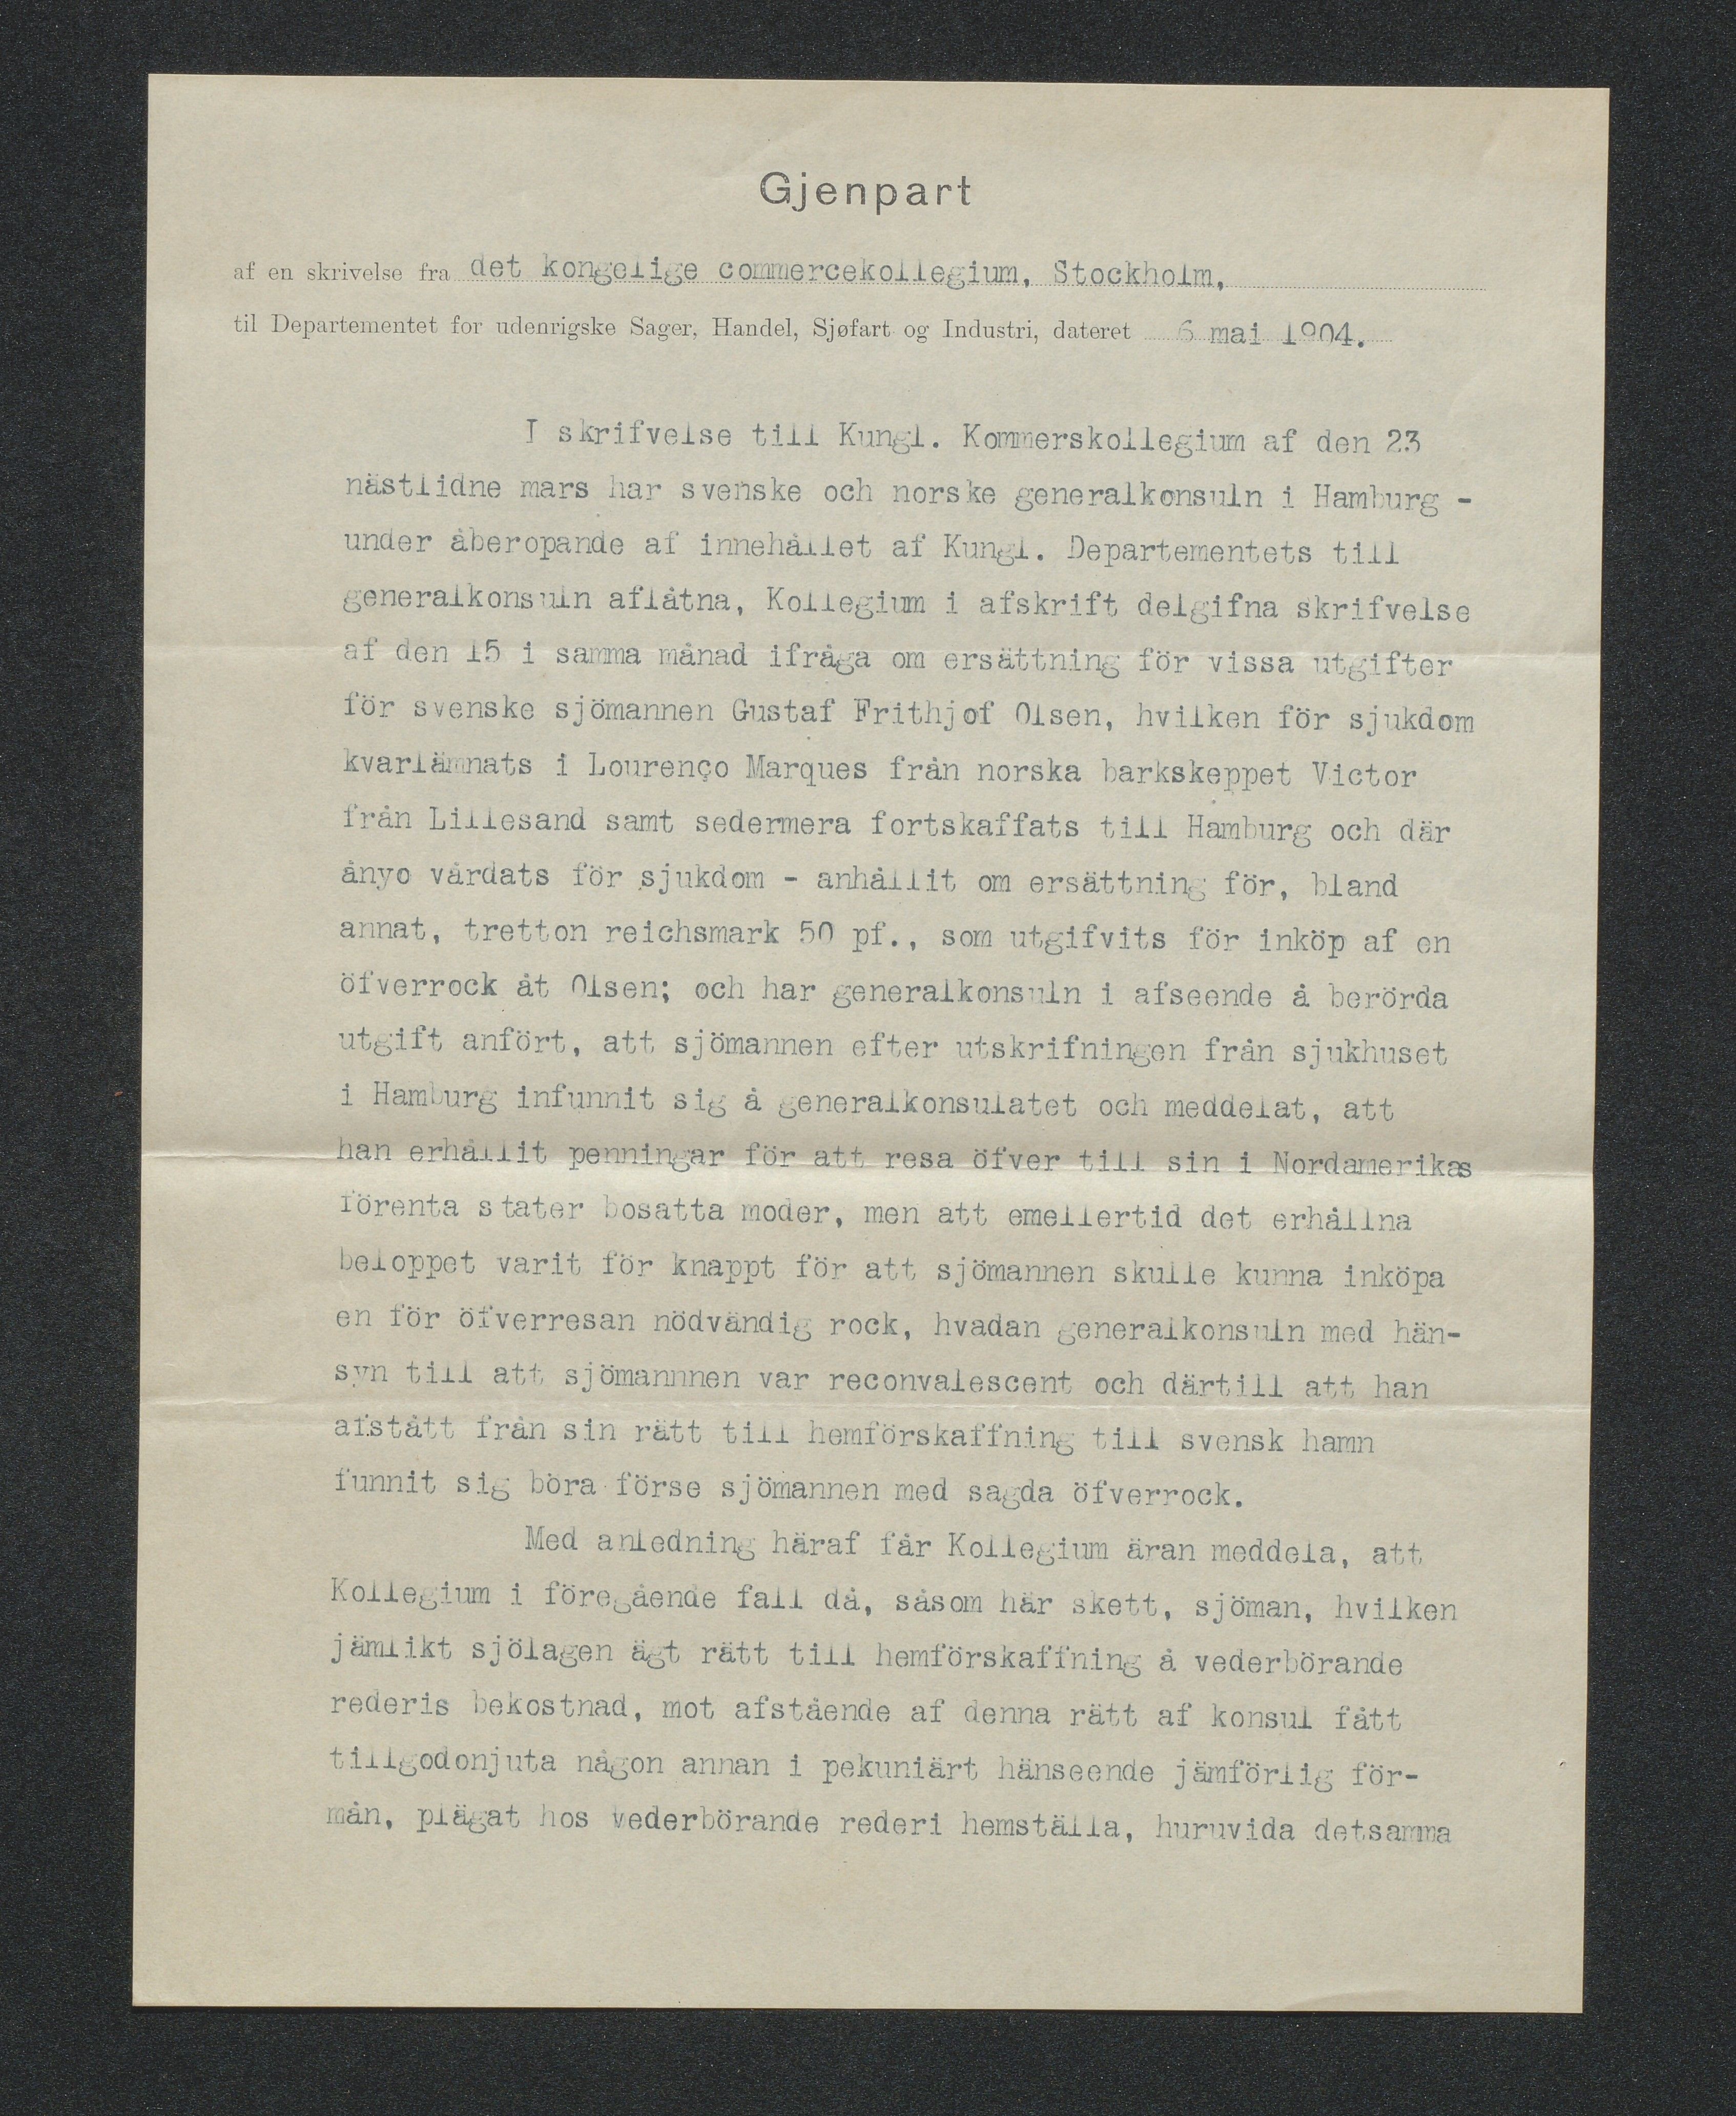 Gjenpart
af en skrivelse fra det kongelige commercekollegium, Stockholm,
til Departementet for udenrigske Sager, Handel, Sjøfart og Industri, dateret 6 mai 1904.
I skrifvelse till Kungl. Kommerskollegium af den 23
nästlidne mars har svenske och norske generalkonsuln i Hamburg -
under åberopande af innehållet af Kungl. Departementets till
generalkonsuln aflåtna, Kollegium i afskrift delgifna skrifvelse
af den 15 i samma månad ifråga om ersättning för vissa utgifter
för svenske sjömannen Gustaf Frithjof Olsen, hvilken för sjukdom
kvarlämnats i Lourenço Marques från norska barkskeppet Victor
från Lillesand samt sedermera fortskaffats till Hamburg och där
ånyo vårdats för sjukdom - anhållit om ersättning för, bland
annat, tretton reichsmark 50 pf., som utgifvits för inköp af en
öfverrock åt Olsen; och har generalkonsuln i afseende å berörda
utgift anfört, att sjömannen efter utskrifningen från sjukhuset
i Hamburg infunnit sig å generalkonsulatet och meddelat, att
han erhållit penningar för att resa öfver till sin i Nordamerikas
förenta stater bosatta moder, men att emellertid det erhållna
beloppet varit för knappt för att sjömannen skulle kunna inköpa
en för öfverresan nödvändig rock, hvadan generalkonsuln med hän-
syn till att sjömannnen var reconvalescent och därtill att han
afstått från sin rätt till hemförskaffning till svensk hamn
funnit sig böra förse sjömannen med sagda öfverrock.
Med anledning häraf får Kollegium äran meddela, att
Kollegium i föregående fall då, såsom här skett, sjöman, hvilken
jämlikt sjölagen ägt rätt till hemförskaffning å vederbörande
rederis bekostnad, mot afstående af denna rätt af konsul fått
tillgodonjuta någon annan i pekuniärt hänseende jämförlig för-
mån, plägat hos vederbörande rederi hemställa, huruvida detsamma